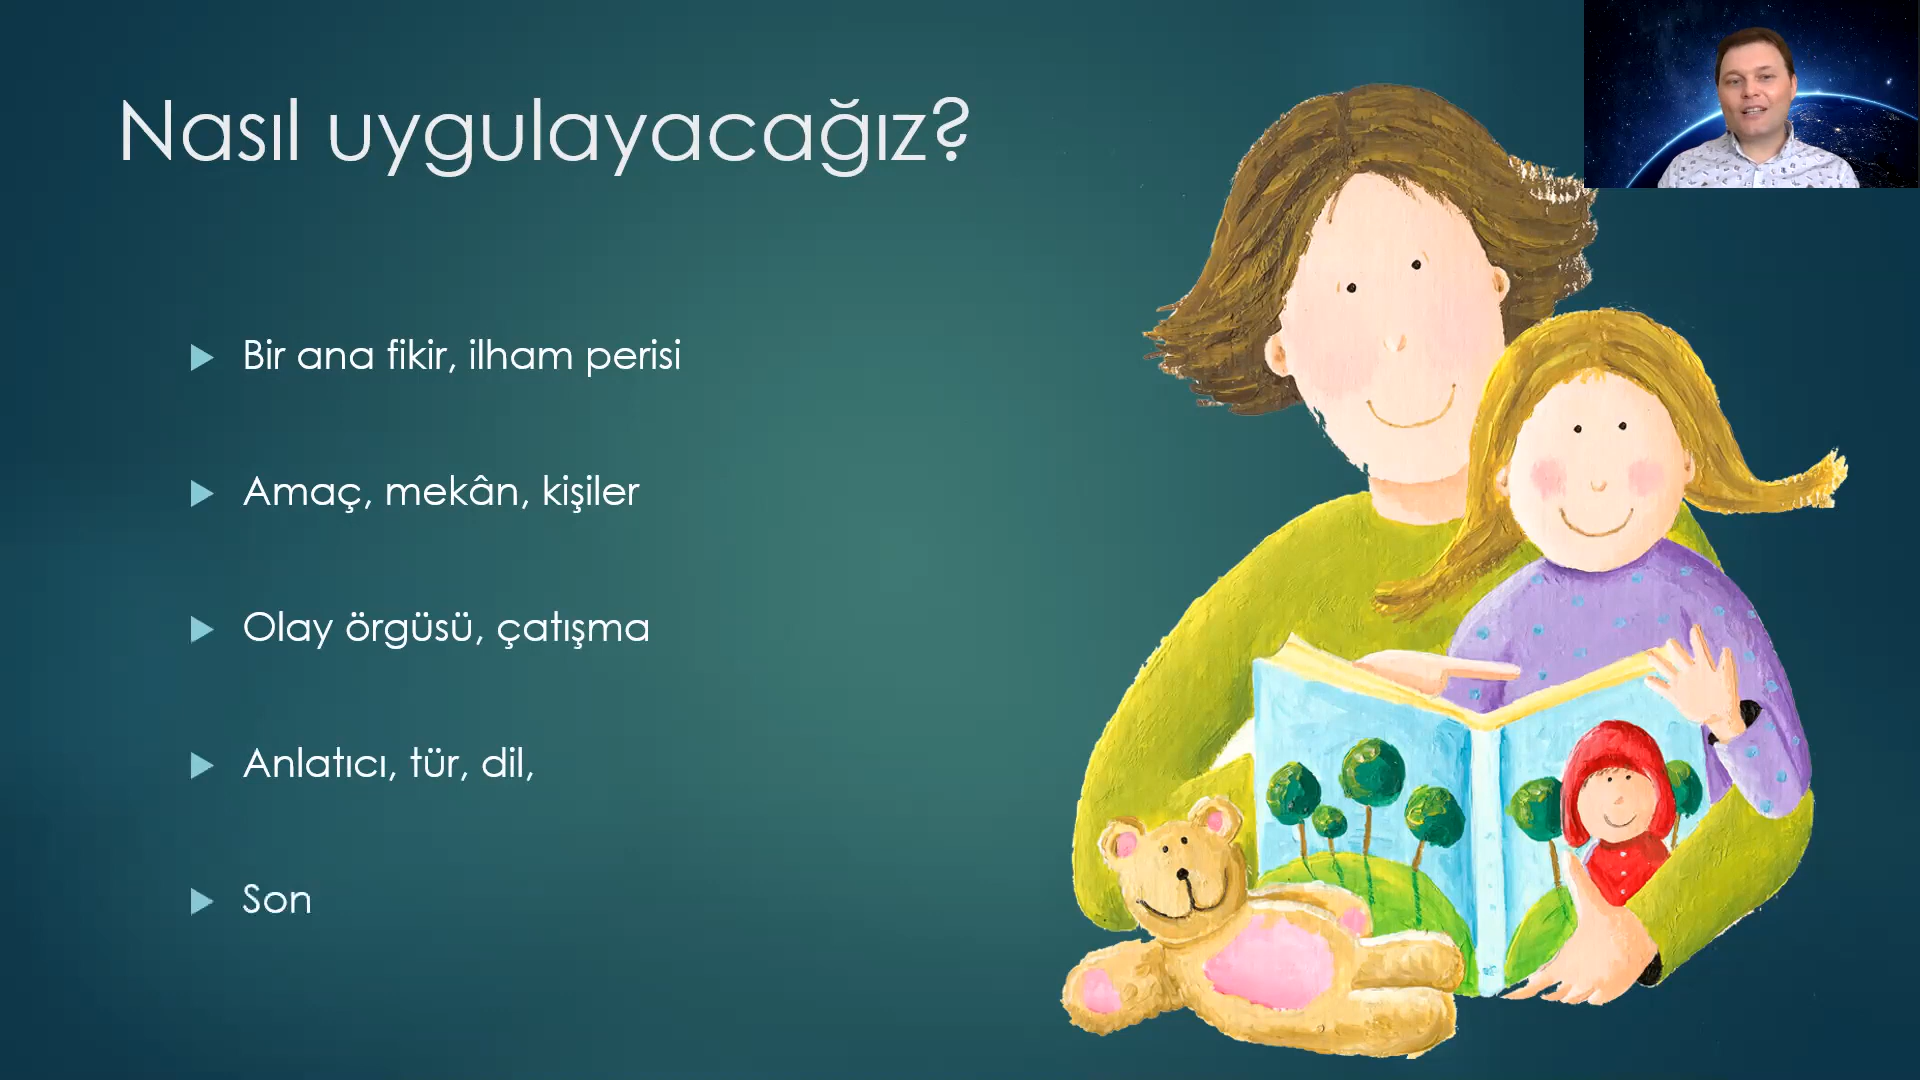 Nasıl uygulayacağız?
Bir ana fikir, ilham perisi
Amaç, mekân, kişiler
Olay örgüsü, çatışma
Anlatıcı, tür, dil,
Son